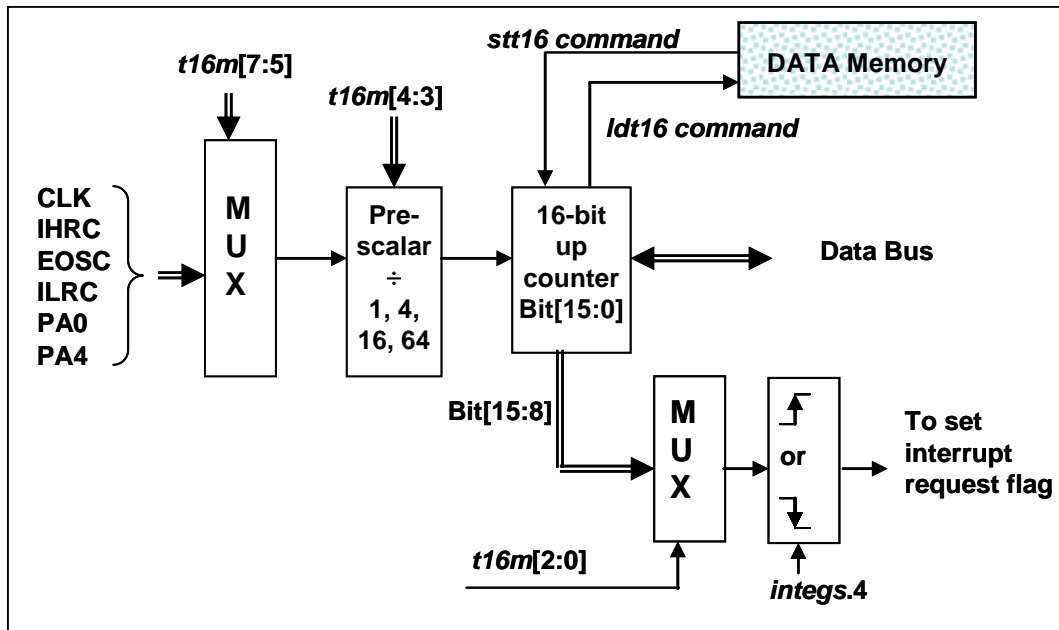 stt16 command
DATA Memory
t16m[7:5]
t16m[4:3]
ldt16 command
CLK
IHRC
EOSC
ILRC
PA0
PA4
M
U
X
Pre-
scalar
÷
1, 4,
16, 64
16-bit
up
counter
Bit[15:0]
Data Bus
Bit[15:8]
M
U
X
or
To set
interrupt
request flag
t16m[2:0]
integs.4